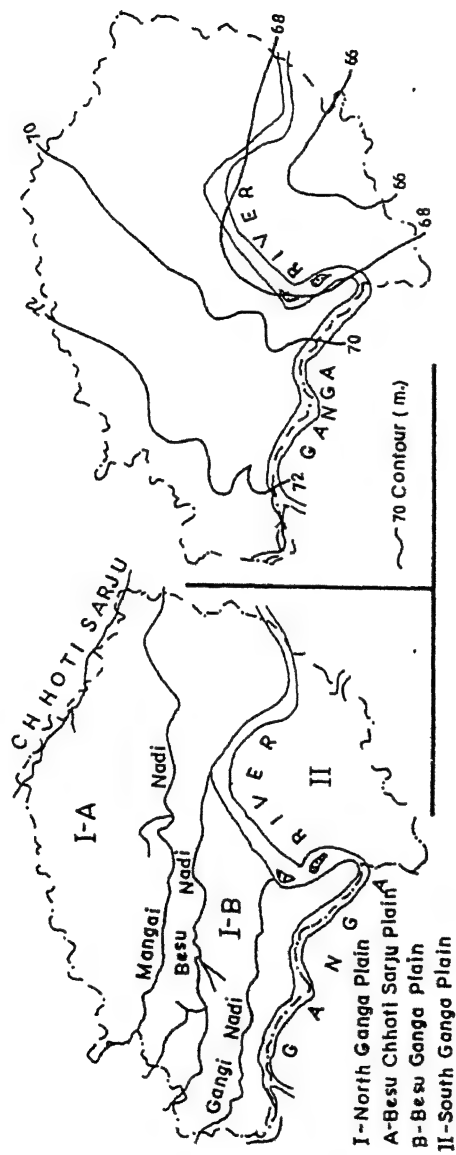 CHHOTI SARJU
I-A
Mangai Nadi
Besu Nadi
I-B
Gangi Nadi
GANGA RIVER
II
I-North Ganga Plain
A-Besu Chhoti Sarju Plain
B-Besu Ganga Plain
II-South Ganga Plain
72
70
68
66
GANGA RIVER
72
70
68
66
70 Contour (m.)